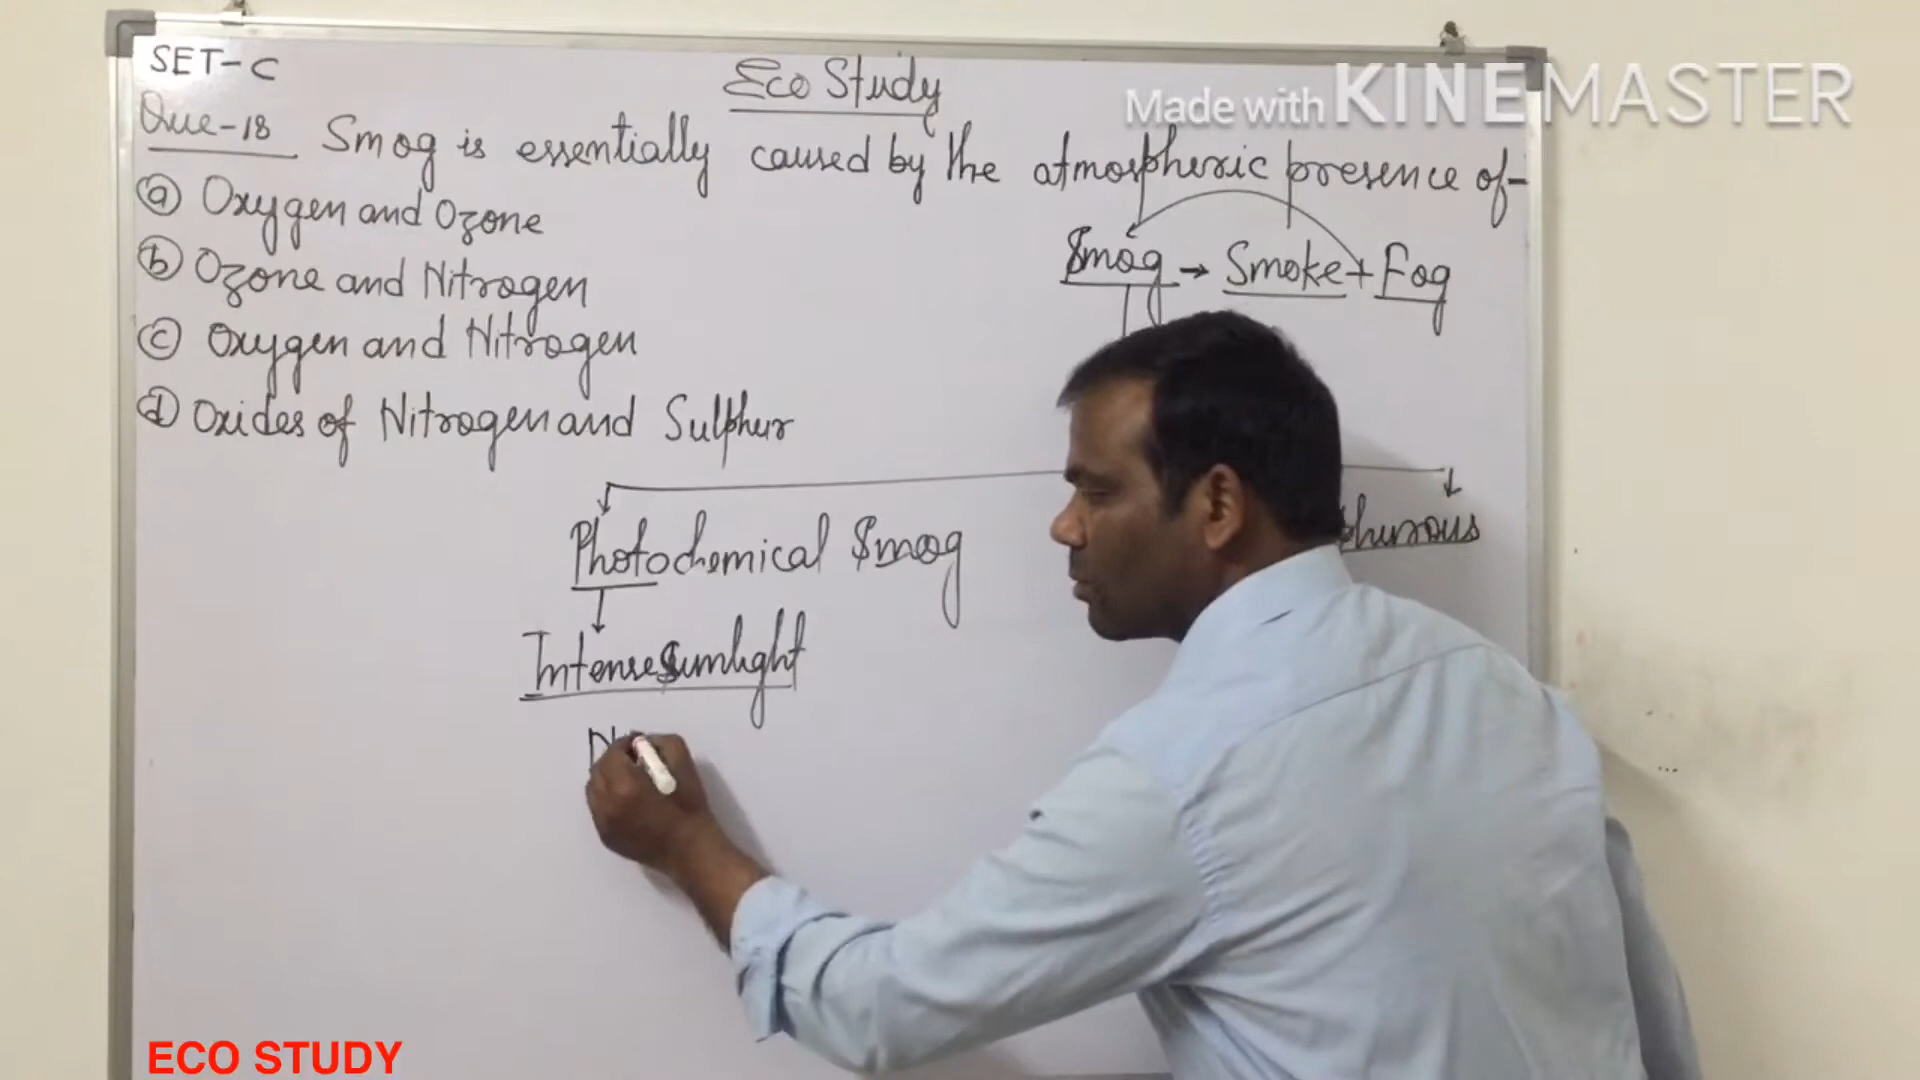 SET-C
Eco Study
Made with KINEMASTER
Que-18 Smog is essentially caused by the atmospheric presence of-
(a) Oxygen and Ozone
(b) Ozone and Nitrogen
(c) Oxygen and Nitrogen
(d) Oxides of Nitrogen and Sulphur
Smog → Smoke + Fog
Photochemical Smog
phurous
Intense Sunlight
ECO STUDY